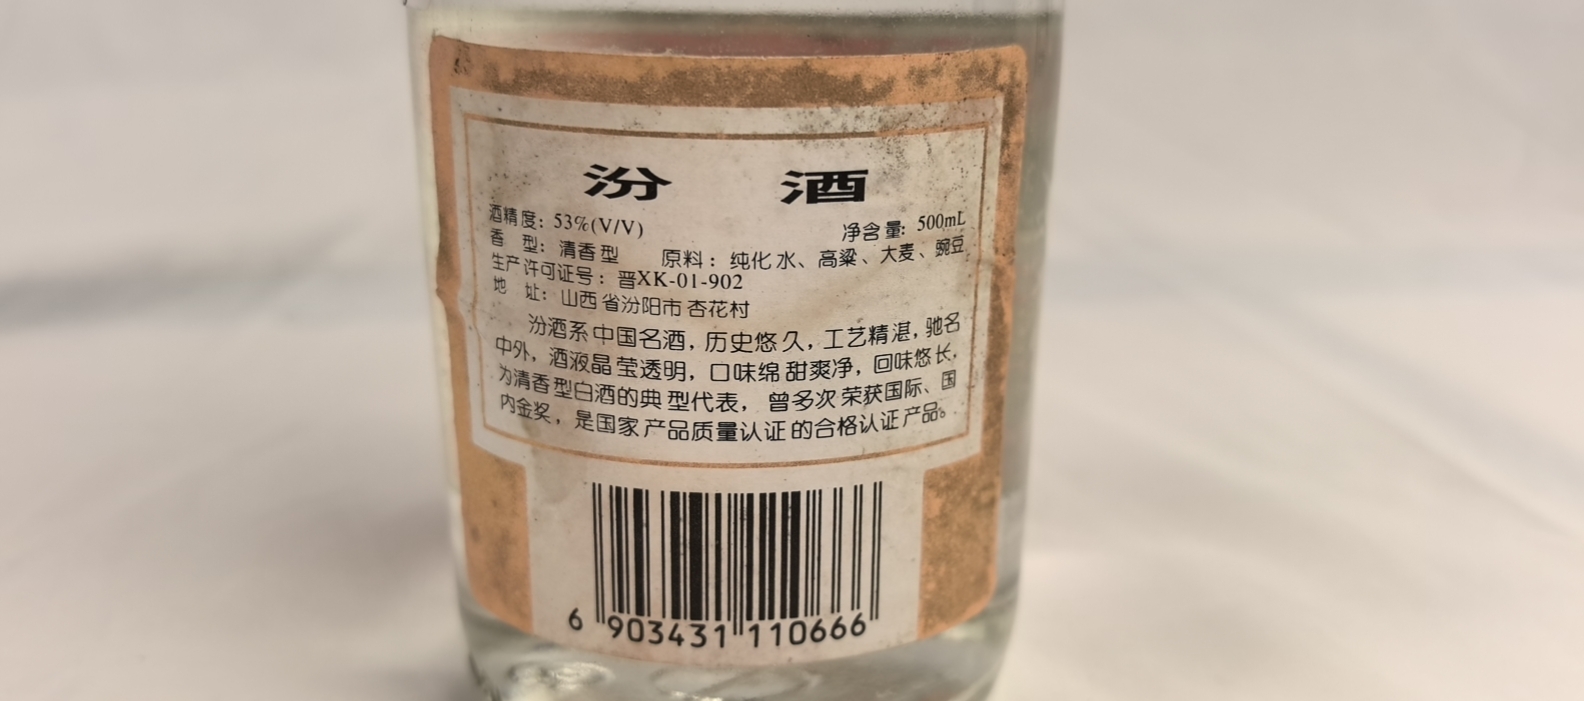 汾 酒
酒精度：53%(V/V) 净含量：500mL
香 型：清香型 原料：纯化水、高粱、大麦、豌豆
生产许可证号：晋XK-01-902
地 址：山西省汾阳市杏花村
汾酒系中国名酒，历史悠久，工艺精湛，驰名
中外，酒液晶莹透明，口味绵甜爽净，回味悠长，
为清香型白酒的典型代表，曾多次荣获国际、国
内金奖，是国家产品质量认证的合格认证产品。
6 903431 110666